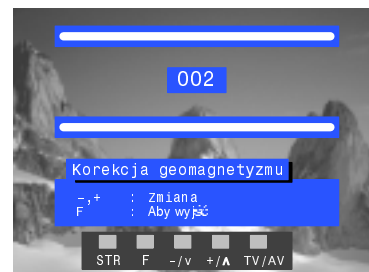 002
Korekcja geomagnetyzmu
–,+ : Zmiana
F : Aby wyjść
STR F –/v +/∧ TV/AV